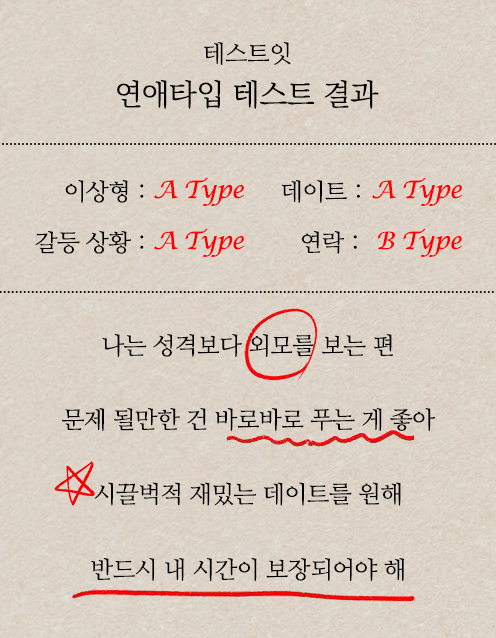 테스트잇
연애타입 테스트 결과
이상형 : A Type 데이트 : A Type
갈등 상황 : A Type 연락 : B Type
나는 성격보다 외모를 보는 편
문제 될만한 건 바로바로 푸는 게 좋아
시끌벅적 재밌는 데이트를 원해
반드시 내 시간이 보장되어야 해